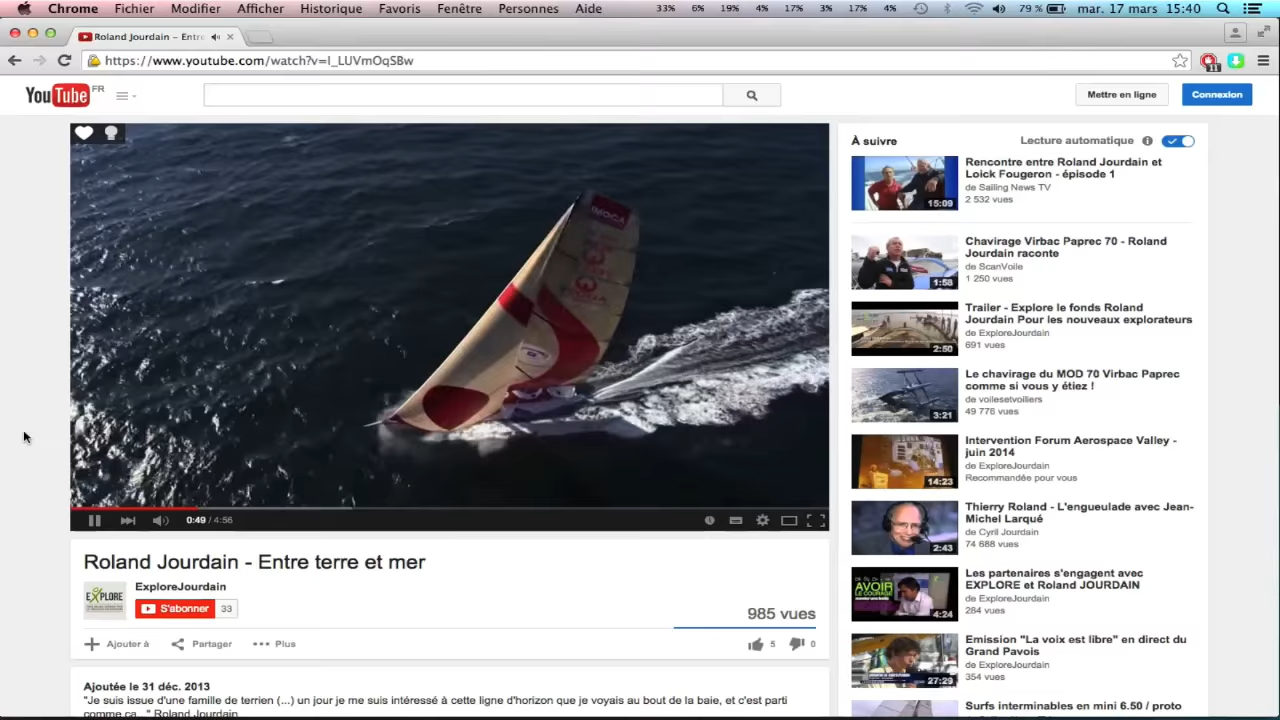 Chrome Fichier Modifier Afficher Historique Favoris Fenêtre Personnes Aide 33% 6% 19% 4% 17% 3% 17% 4% 79 % mar. 17 mars 15:40
Roland Jourdain – Entre
https://www.youtube.com/watch?v=l_LUVmOqSBw
11
YouTube FR
Mettre en ligne
Connexion
IMOCA
0:49 / 4:56
Roland Jourdain - Entre terre et mer
EXPLORE
ExploreJourdain
S'abonner 33
985 vues
Ajouter à Partager Plus
5 0
Ajoutée le 31 déc. 2013
"Je suis issue d'une famille de terrien (...) un jour je me suis intéressé à cette ligne d'horizon que je voyais au bout de la baie, et c'est parti
comme ça..." Roland Jourdain
À suivre
Lecture automatique
15:09
Rencontre entre Roland Jourdain et
Loick Fougeron - épisode 1
de Sailing News TV
2 532 vues
1:58
Chavirage Virbac Paprec 70 - Roland
Jourdain raconte
de ScanVoile
1 250 vues
2:50
Trailer - Explore le fonds Roland
Jourdain Pour les nouveaux explorateurs
de ExploreJourdain
691 vues
3:21
Le chavirage du MOD 70 Virbac Paprec
comme si vous y étiez !
de voilesetvoiliers
49 776 vues
14:23
Intervention Forum Aerospace Valley -
juin 2014
de ExploreJourdain
Recommandée pour vous
2:43
Thierry Roland - L'engueulade avec Jean-
Michel Larqué
de Cyril Jourdain
74 688 vues
AVOIR
LE COURAGE
4:24
Les partenaires s'engagent avec
EXPLORE et Roland JOURDAIN
de ExploreJourdain
284 vues
27:29
Emission "La voix est libre" en direct du
Grand Pavois
de ExploreJourdain
354 vues
Surfs interminables en mini 6.50 / proto